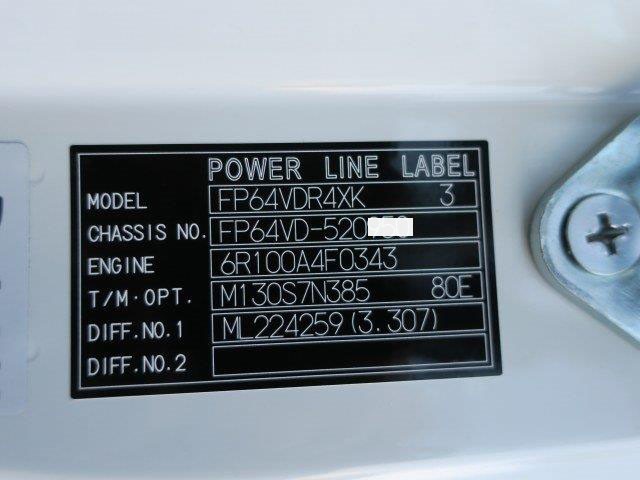 POWER LINE LABEL
MODEL FP64VDR4XK 3
CHASSIS NO. FP64VD-520
ENGINE 6R100A4F0343
T/M·OPT. M130S7N385 80E
DIFF.NO.1 ML224259(3.307)
DIFF.NO.2